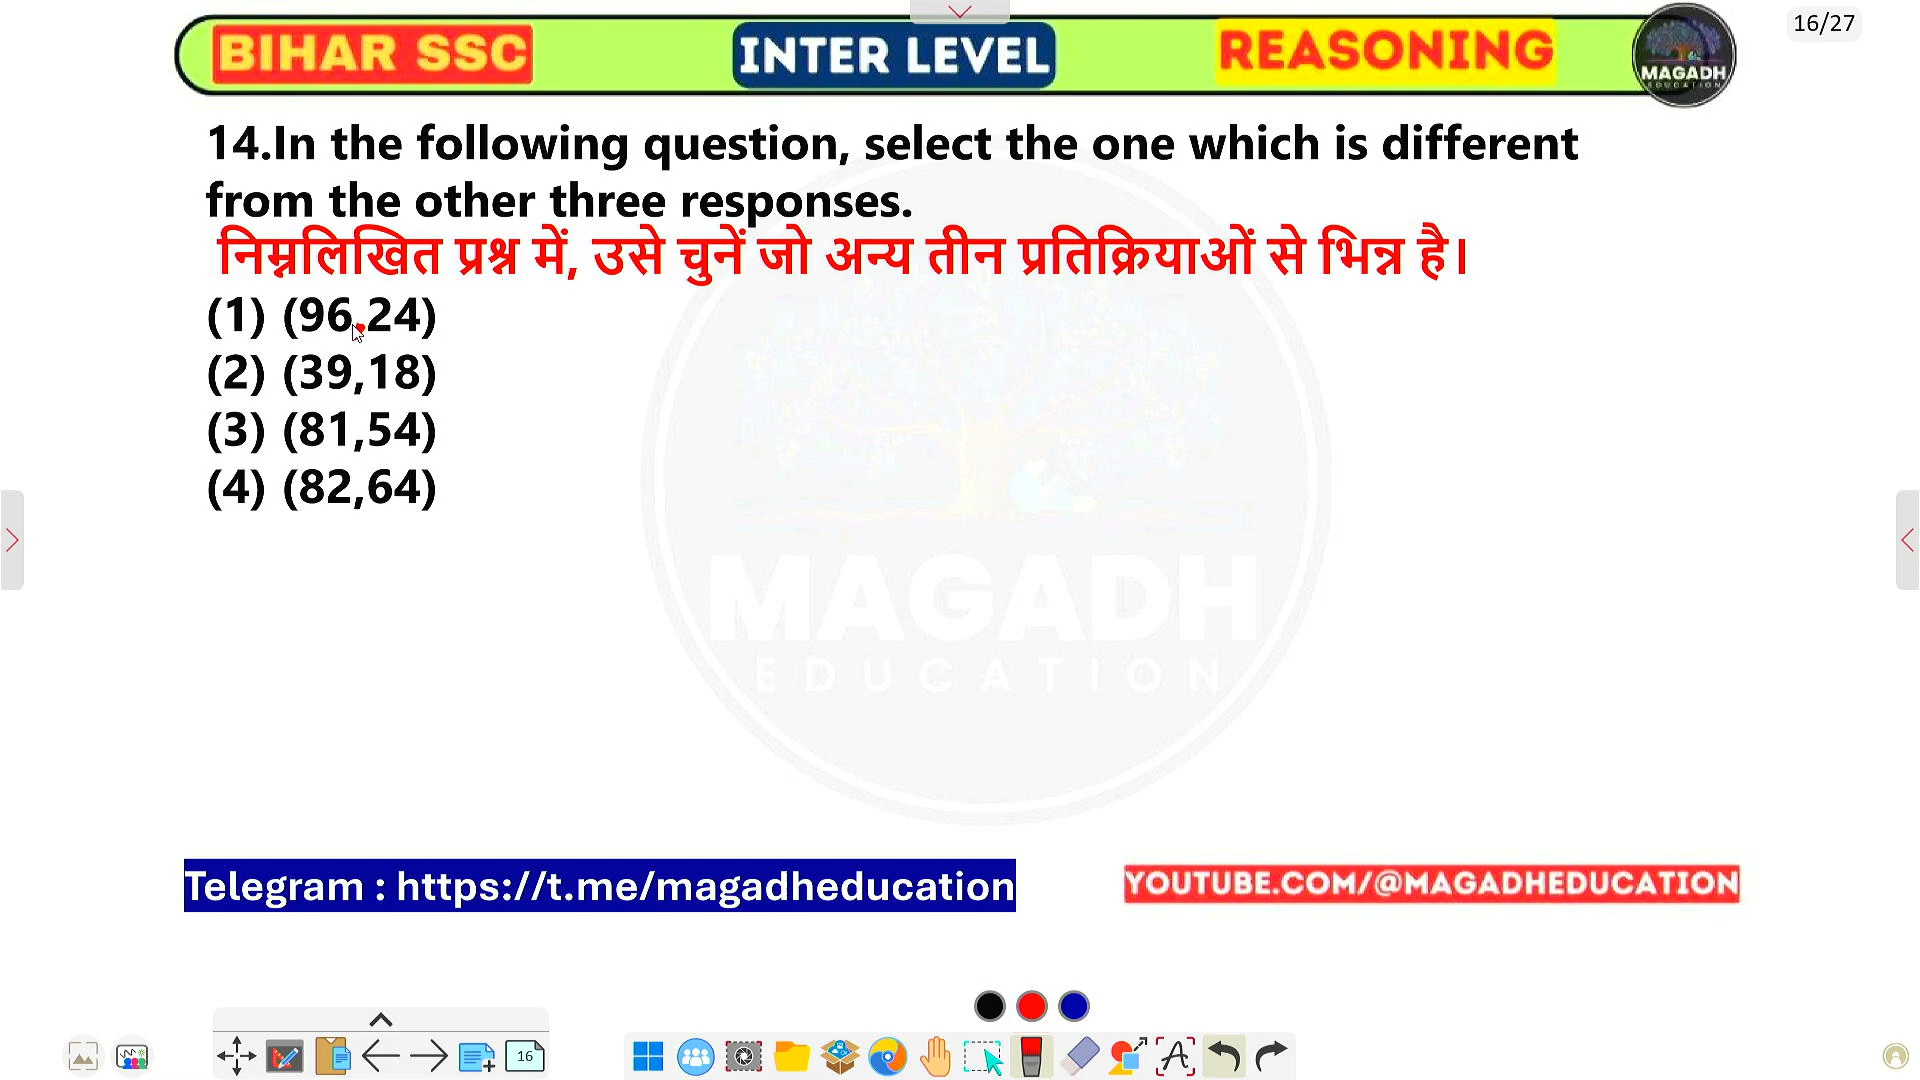 16/27
BIHAR SSC
INTER LEVEL
REASONING
MAGADH
EDUCATION
14.In the following question, select the one which is different
from the other three responses.
निम्नलिखित प्रश्न में, उसे चुनें जो अन्य तीन प्रतिक्रियाओं से भिन्न है।
(1) (96,24)
(2) (39,18)
(3) (81,54)
(4) (82,64)
MAGADH
EDUCATION
Telegram : https://t.me/magadheducation
YOUTUBE.COM/@MAGADHEDUCATION
16